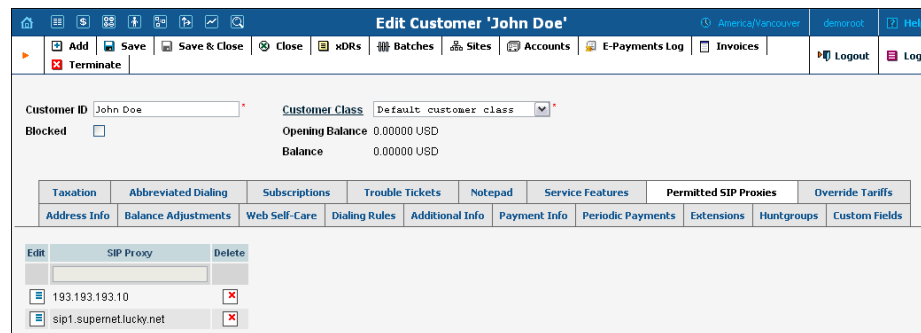 Edit Customer 'John Doe'
America/Vancouver
demoroot
Add Save Save & Close Close xDRs Batches Sites Accounts E-Payments Log Invoices
Terminate
Logout
Customer ID John Doe * Customer Class Default customer class *
Blocked Opening Balance 0.00000 USD
Balance 0.00000 USD
Taxation Abbreviated Dialing Subscriptions Trouble Tickets Notepad Service Features Permitted SIP Proxies Override Tariffs
Address Info Balance Adjustments Web Self-Care Dialing Rules Additional Info Payment Info Periodic Payments Extensions Huntgroups Custom Fields
Edit SIP Proxy Delete
193.193.193.10
sip1.supernet.lucky.net